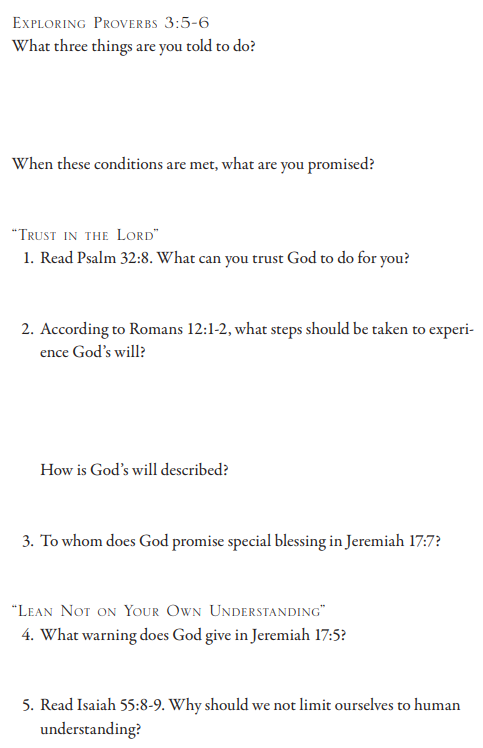 Exploring Proverbs 3:5-6
What three things are you told to do?
When these conditions are met, what are you promised?
“Trust in the Lord”
1. Read Psalm 32:8. What can you trust God to do for you?
2. According to Romans 12:1-2, what steps should be taken to experi-
ence God’s will?
How is God’s will described?
3. To whom does God promise special blessing in Jeremiah 17:7?
“Lean Not on Your Own Understanding”
4. What warning does God give in Jeremiah 17:5?
5. Read Isaiah 55:8-9. Why should we not limit ourselves to human
understanding?